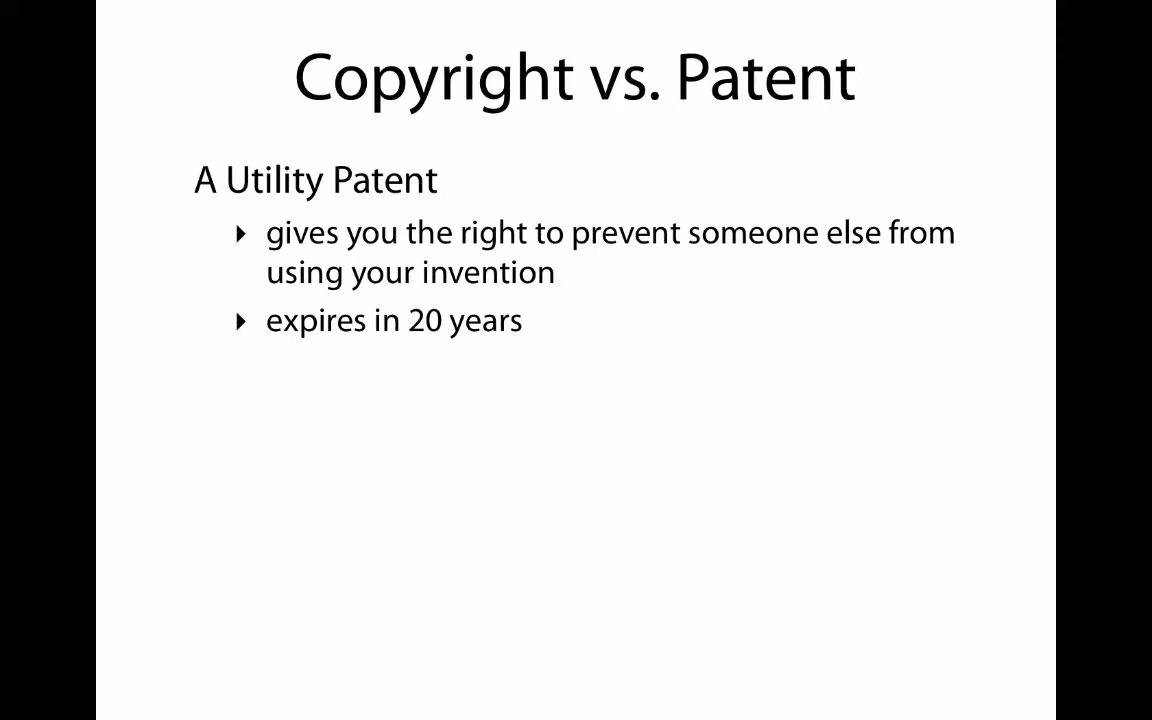 Copyright vs. Patent
A Utility Patent
gives you the right to prevent someone else from
using your invention
expires in 20 years